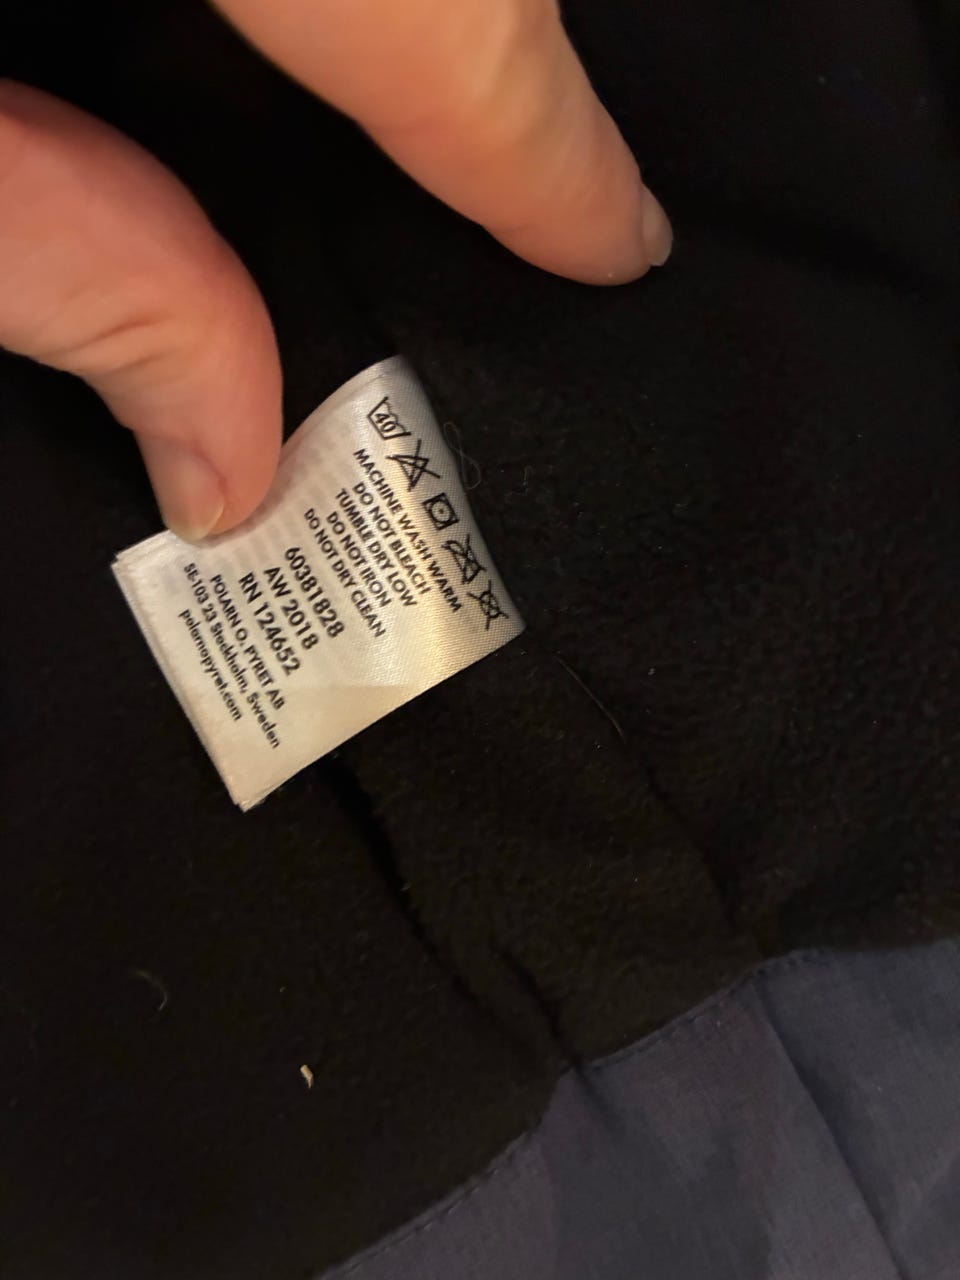 40
MACHINE WASH WARM
DO NOT BLEACH
TUMBLE DRY LOW
DO NOT IRON
DO NOT DRY CLEAN
60381828
AW 2018
RN 124652
POLARN O. PYRET AB
SE-103 23 Stockholm, Sweden
polarnopyret.com